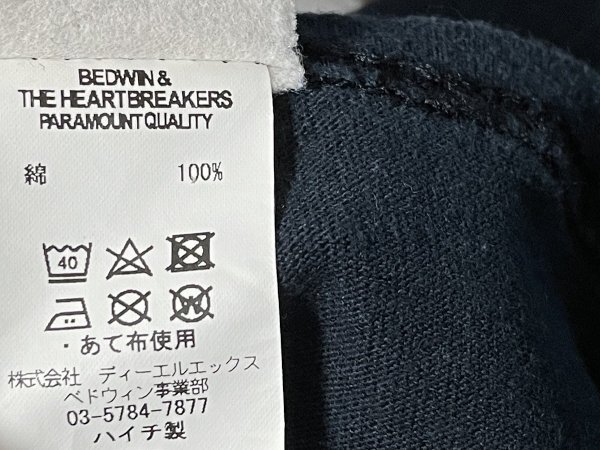 BEDWIN &
THE HEARTBREAKERS
PARAMOUNT QUALITY
綿 100%
40
W
・あて布使用
株式会社 ディーエルエックス
ベドウィン事業部
03-5784-7877
ハイチ製